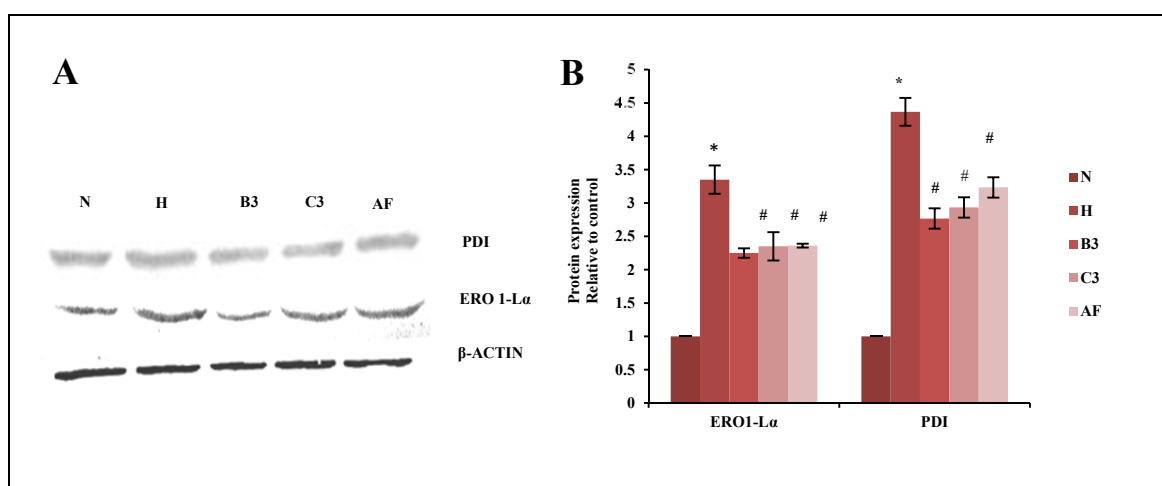 A
N H B3 C3 AF
PDI
ERO 1-Lα
β-ACTIN
B
Protein expression
Relative to control
5
4.5
4
3.5
3
2.5
2
1.5
1
0.5
0
*
# # #
*
# # #
ERO1-Lα PDI
N
H
B3
C3
AF